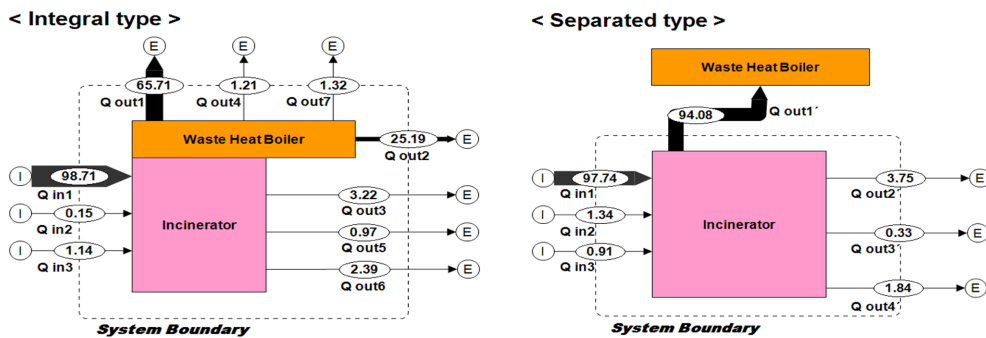 < Integral type >
E
E
E
65.71
1.21
1.32
Q out1
Q out4
Q out7
Waste Heat Boiler
25.19
E
Q out2
I
98.71
Q in1
3.22
E
Q out3
I
0.15
Q in2
Incinerator
0.97
E
Q out5
I
1.14
Q in3
2.39
E
Q out6
System Boundary
< Separated type >
Waste Heat Boiler
94.08
Q out1´
I
97.74
Q in1
3.75
E
Q out2´
I
1.34
Q in2
Incinerator
0.33
E
Q out3´
I
0.91
Q in3
1.84
E
Q out4´
System Boundary